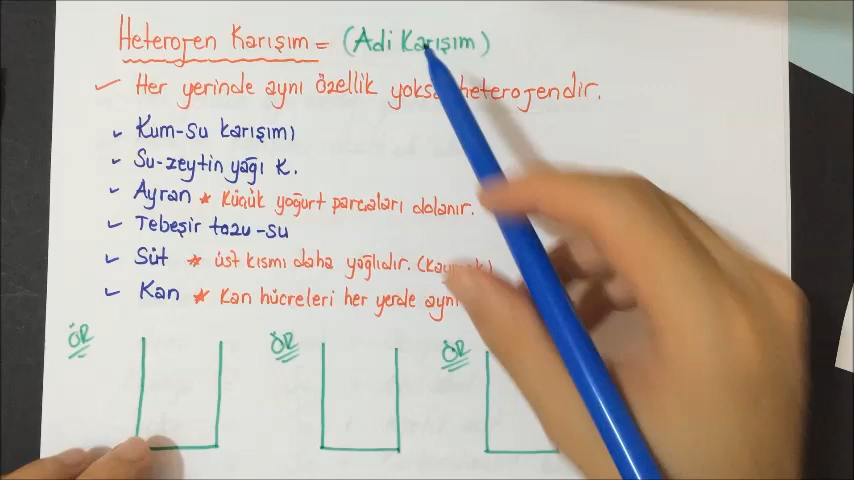 Heterojen Karışım = (Adi Karışım)
Her yerinde aynı özellik yoksa heterojendir.
Kum-su karışımı
Su-zeytin yağı K.
Ayran * Küçük yoğurt parçaları dolanır.
Tebeşir tozu-su
Süt * üst kısmı daha yağlıdır.
Kan * Kan hücreleri her yerde aynı
ÖR ÖR ÖR